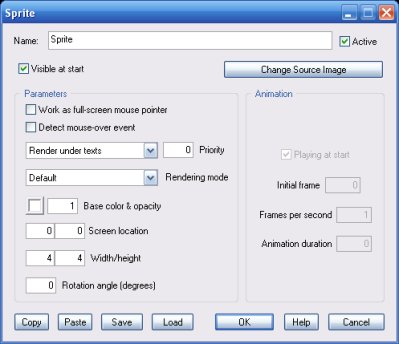 Sprite
Name: Sprite Active
Visible at start Change Source Image
Parameters Animation
Work as full-screen mouse pointer
Detect mouse-over event
Render under texts 0 Priority Playing at start
Default Rendering mode Initial frame 0
1 Base color & opacity Frames per second 1
0 0 Screen location Animation duration 0
4 4 Width/height
0 Rotation angle (degrees)
Copy Paste Save Load OK Help Cancel